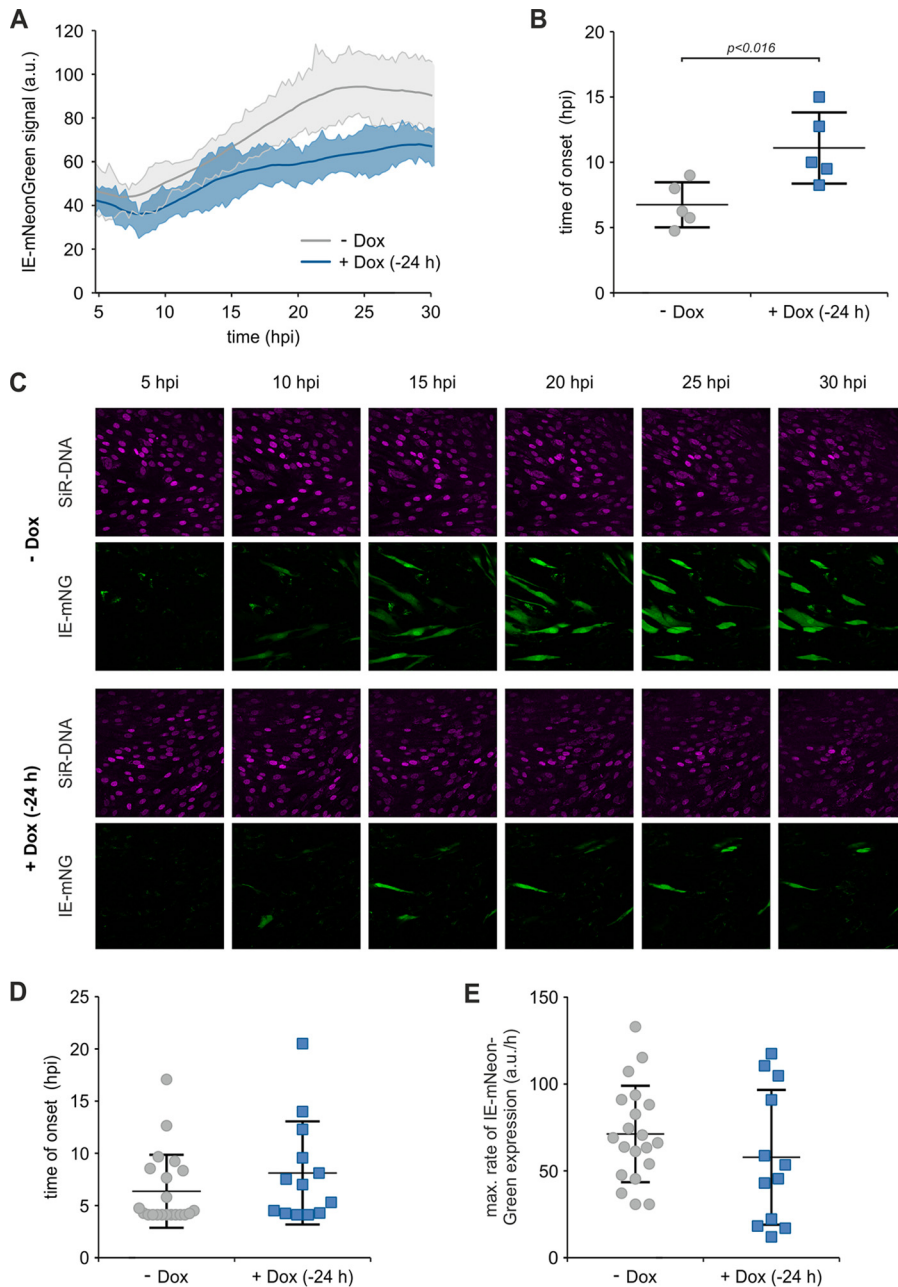 A
IE-mNeonGreen signal (a.u.)
120
100
80
60
40
20
0
- Dox
+ Dox (-24 h)
5
10
15
20
25
30
time (hpi)
B
time of onset (hpi)
20
15
10
5
0
p<0.016
- Dox
+ Dox (-24 h)
C
5 hpi
10 hpi
15 hpi
20 hpi
25 hpi
30 hpi
- Dox
SiR-DNA
IE-mNG
+ Dox (-24 h)
SiR-DNA
IE-mNG
D
time of onset (hpi)
25
20
15
10
5
0
- Dox
+ Dox (-24 h)
E
max. rate of IE-mNeon-
Green expression (a.u./h)
150
100
50
0
- Dox
+ Dox (-24 h)